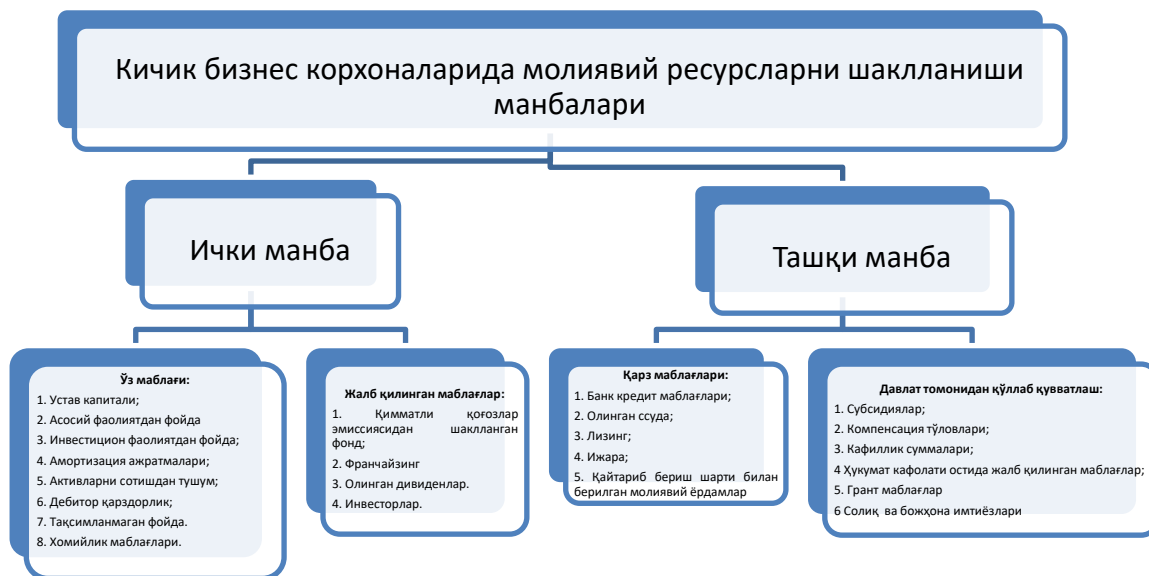 Кичик бизнес корхоналарида молиявий ресурсларни шаклланиши
манбалари
Ички манба
Ташқи манба
Ўз маблағи:
1. Устав капитали;
2. Асосий фаолиятдан фойда
3. Инвестицион фаолиятдан фойда;
4. Амортизация ажратмалари;
5. Активларни сотишдан тушум;
6. Дебитор қарздорлик;
7. Тақсимланмаган фойда.
8. Хомийлик маблағлари.
Жалб қилинган маблағлар:
1. Қимматли қоғозлар
эмиссиясидан шаклланган
фонд;
2. Франчайзинг
3. Олинган дивиденлар.
4. Инвесторлар.
Қарз маблағлари:
1. Банк кредит маблағлари;
2. Олинган ссуда;
3. Лизинг;
4. Ижара;
5. Қайтариб бериш шарти билан
берилган молиявий ёрдамлар
Давлат томонидан қўллаб қувватлаш:
1. Субсидиялар;
2. Компенсация тўловлари;
3. Кафиллик суммалари;
4 Ҳукумат кафолати остида жалб қилинган маблағлар;
5. Грант маблағлар
6 Солиқ ва божхона имтиёзлари